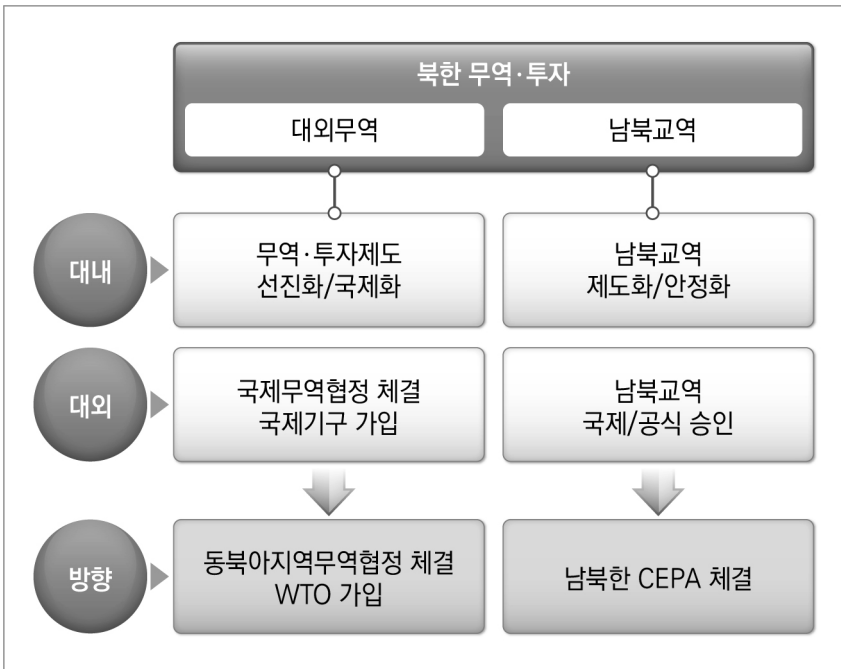 북한 무역·투자
대외무역
남북교역
대내
무역·투자제도
선진화/국제화
남북교역
제도화/안정화
대외
국제무역협정 체결
국제기구 가입
남북교역
국제/공식 승인
방향
동북아지역무역협정 체결
WTO 가입
남북한 CEPA 체결